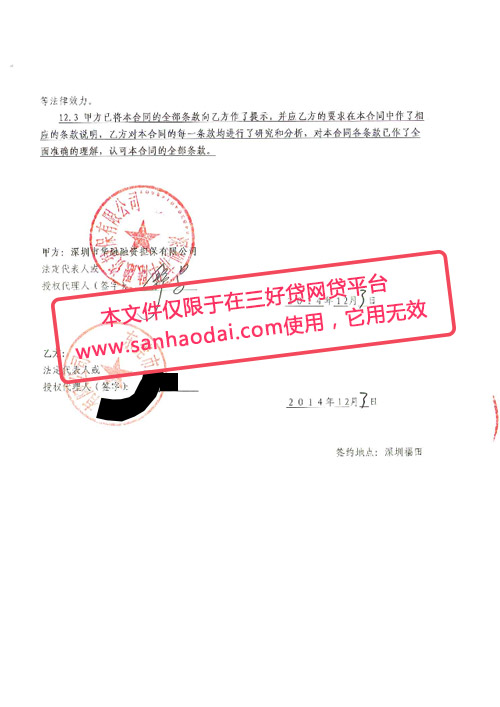 等法律效力。
12.3 甲方已将本合同的全部条款向乙方作了提示，并应乙方的要求在本合同中作了相
应的条款说明，乙方对本合同的每一条款均进行了研究和分析，对本合同各条款已作了全
面准确的理解，认可本合同的全部条款。
甲方：深圳市华融融资担保有限公司
法定代表人或
授权代理人（签字）：
2014年12月3日
本文件仅限于在三好贷网贷平台
www.sanhaodai.com使用，它用无效
乙方：
法定代表人或
授权代理人（签字）：
2014年12月3日
签约地点：深圳福田